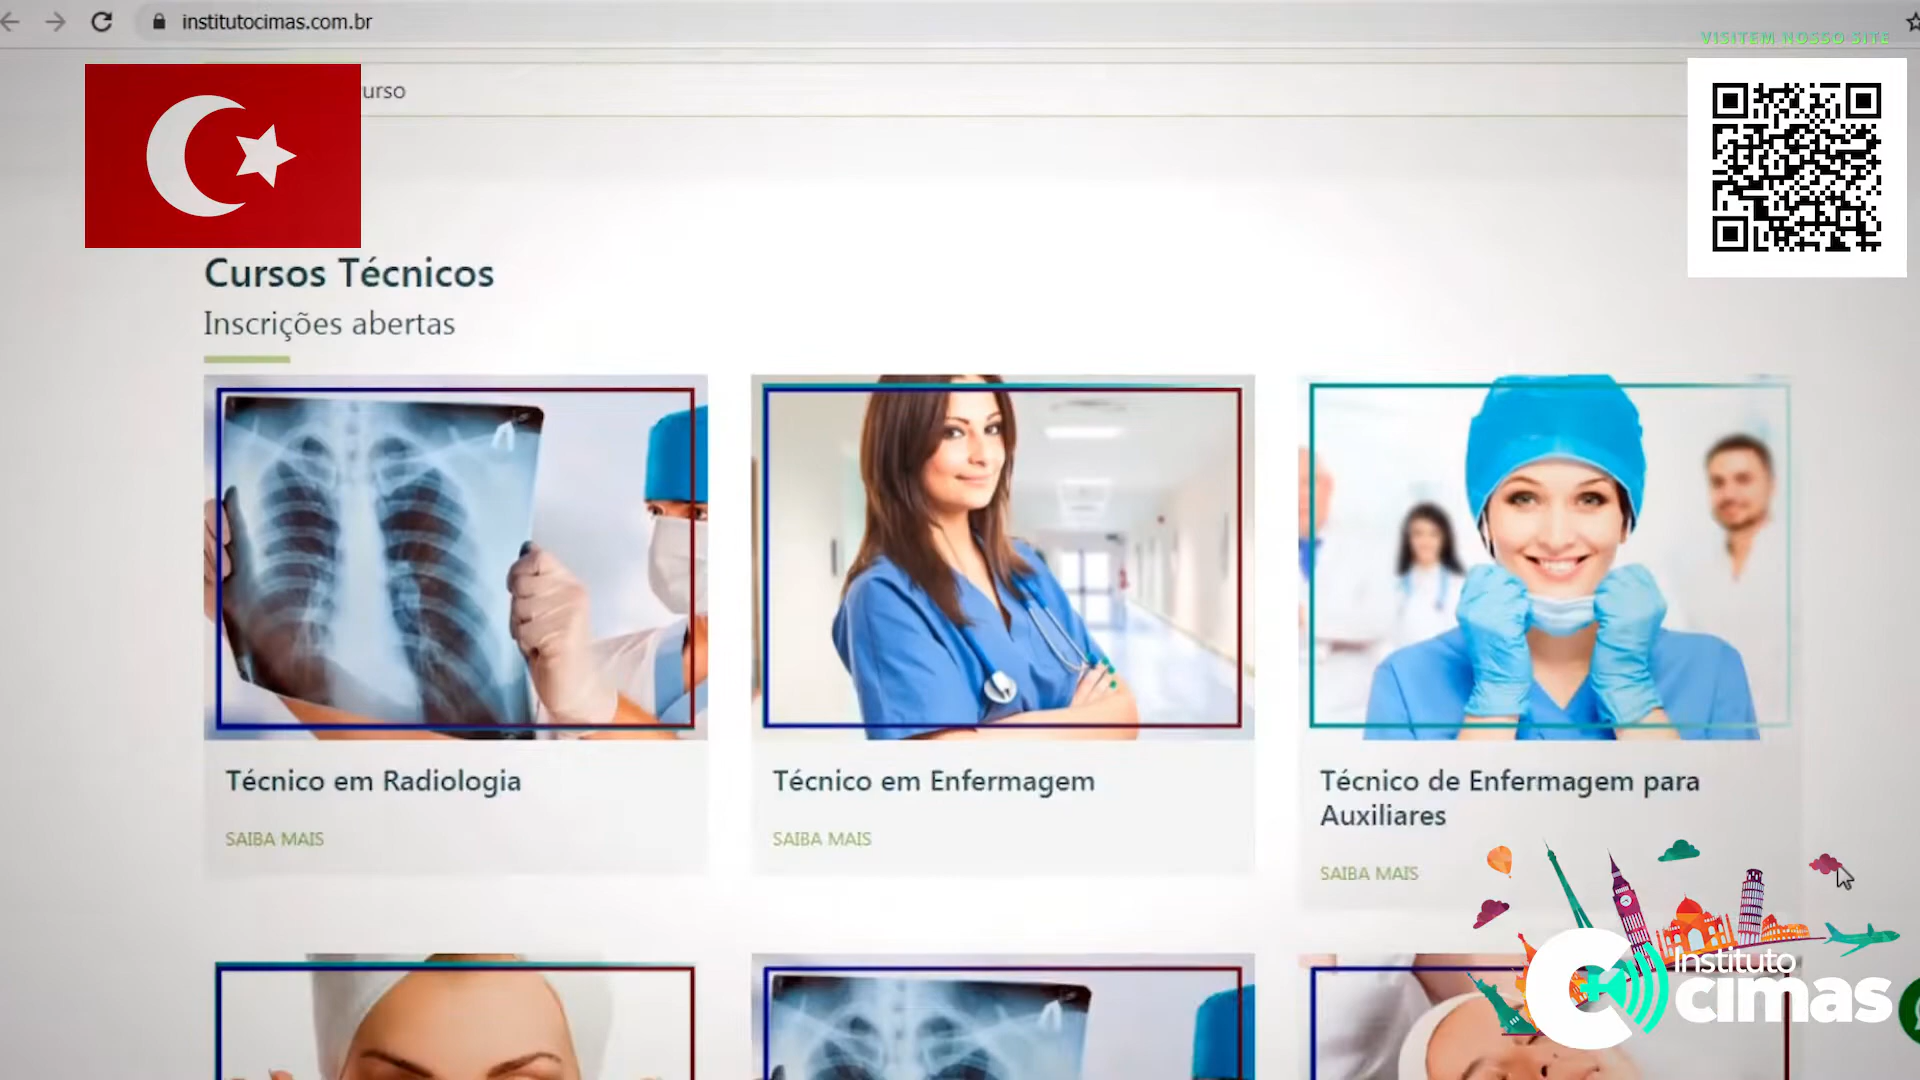 institutocimas.com.br
VISITEM NOSSO SITE
urso
Cursos Técnicos
Inscrições abertas
Técnico em Radiologia
SAIBA MAIS
Técnico em Enfermagem
SAIBA MAIS
Técnico de Enfermagem para
Auxiliares
SAIBA MAIS
instituto
cimas